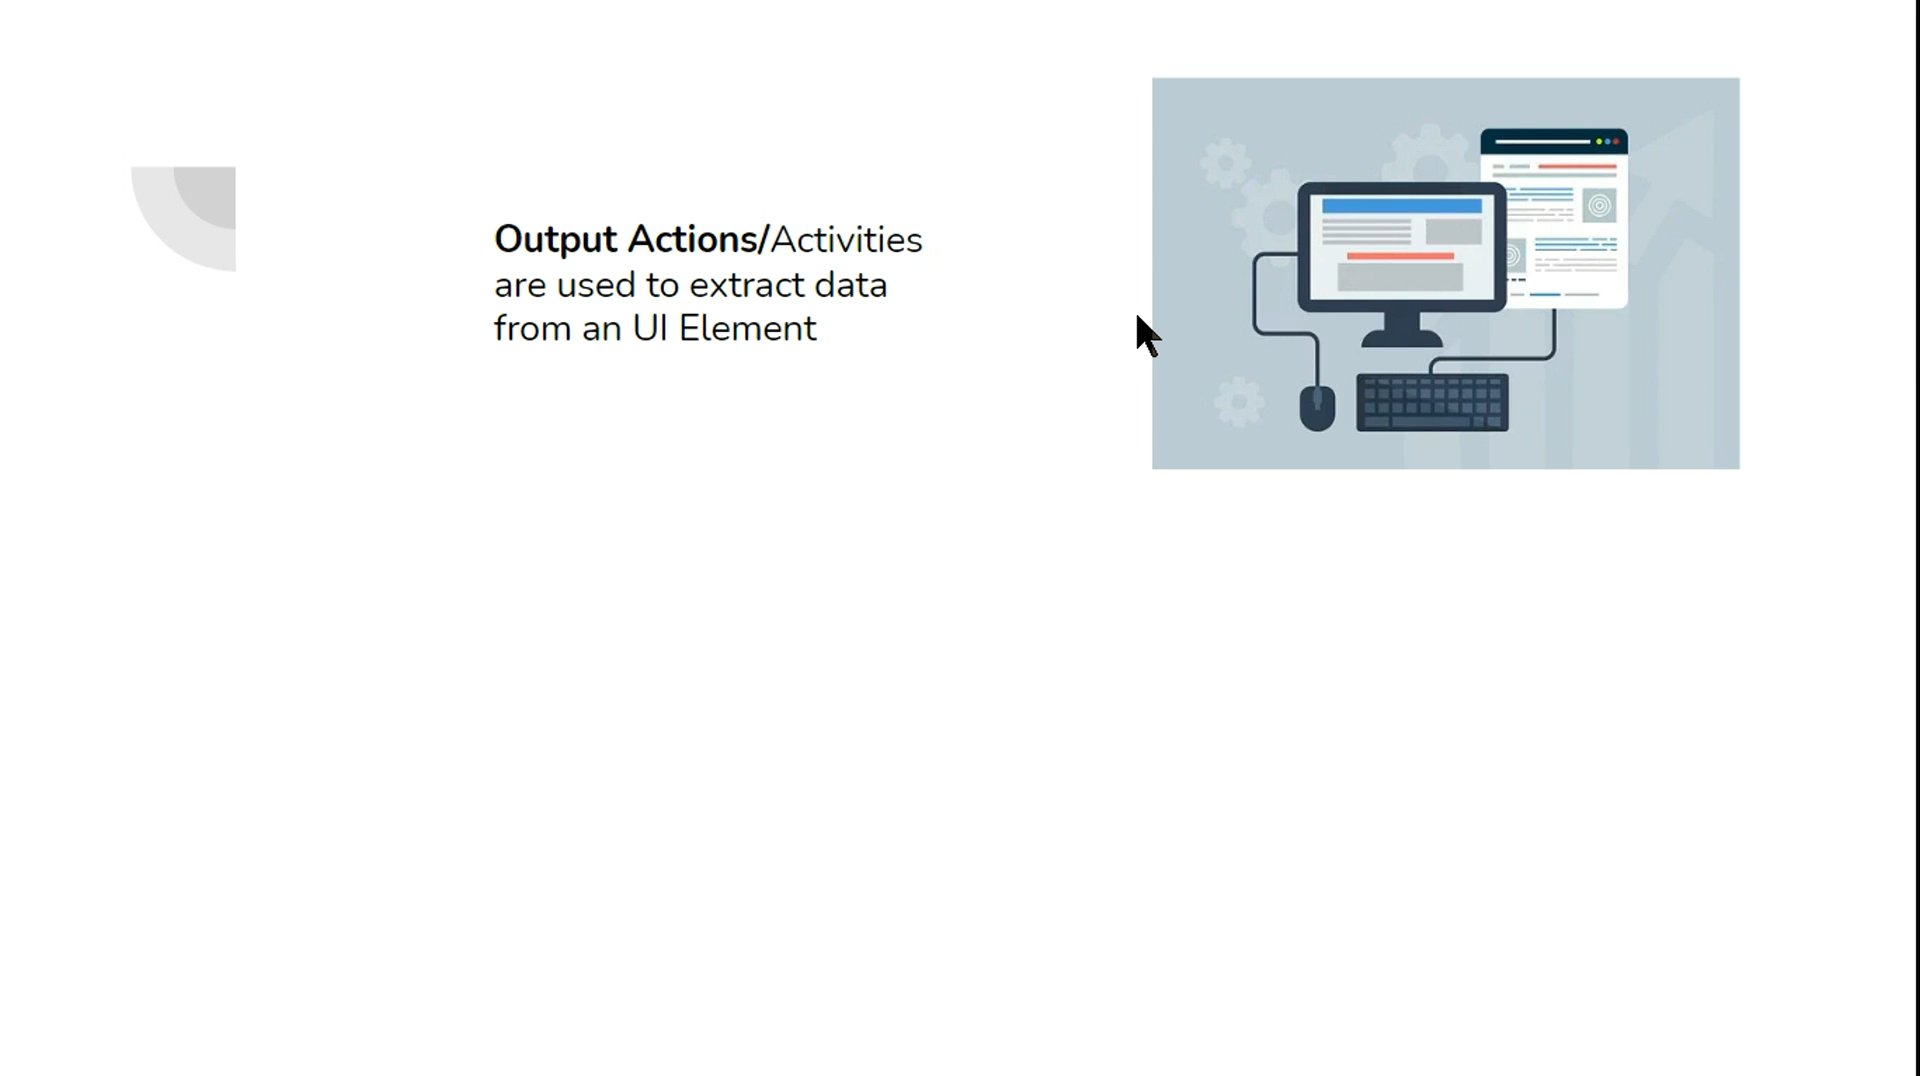 Output Actions/Activities
are used to extract data
from an UI Element